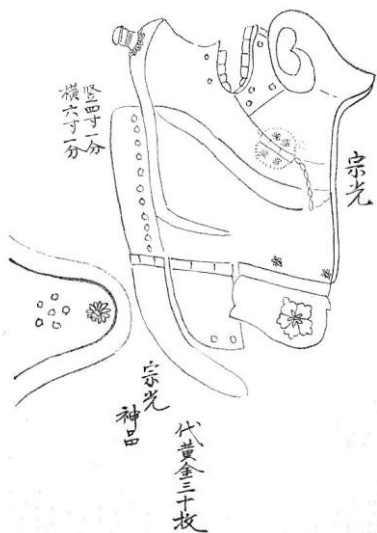 宗光
竪四寸一分
横六寸一分
宗光
神品
代黄金三十枚